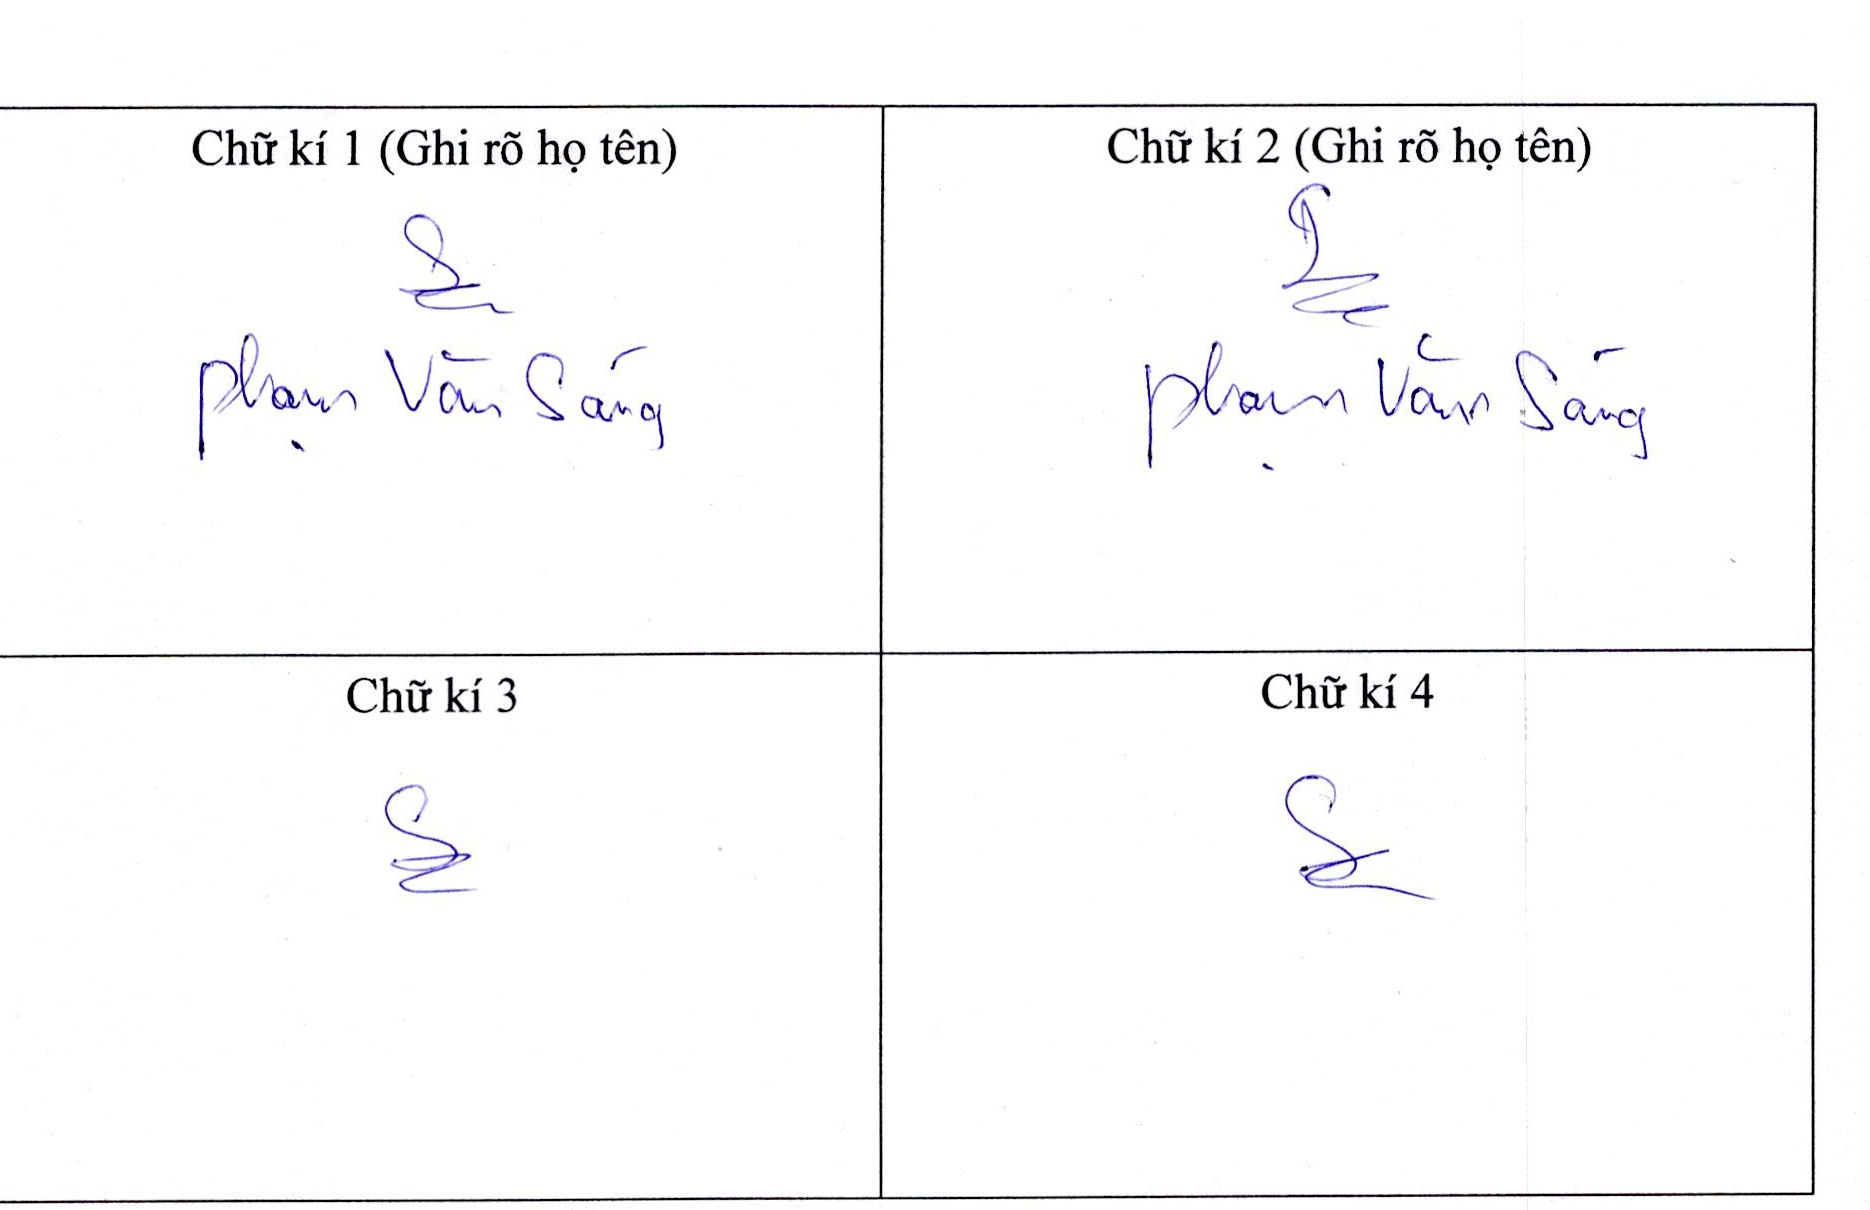 Chữ kí 1 (Ghi rõ họ tên)
Phạm Văn Sáng
Chữ kí 2 (Ghi rõ họ tên)
Phạm Văn Sáng
Chữ kí 3
Chữ kí 4